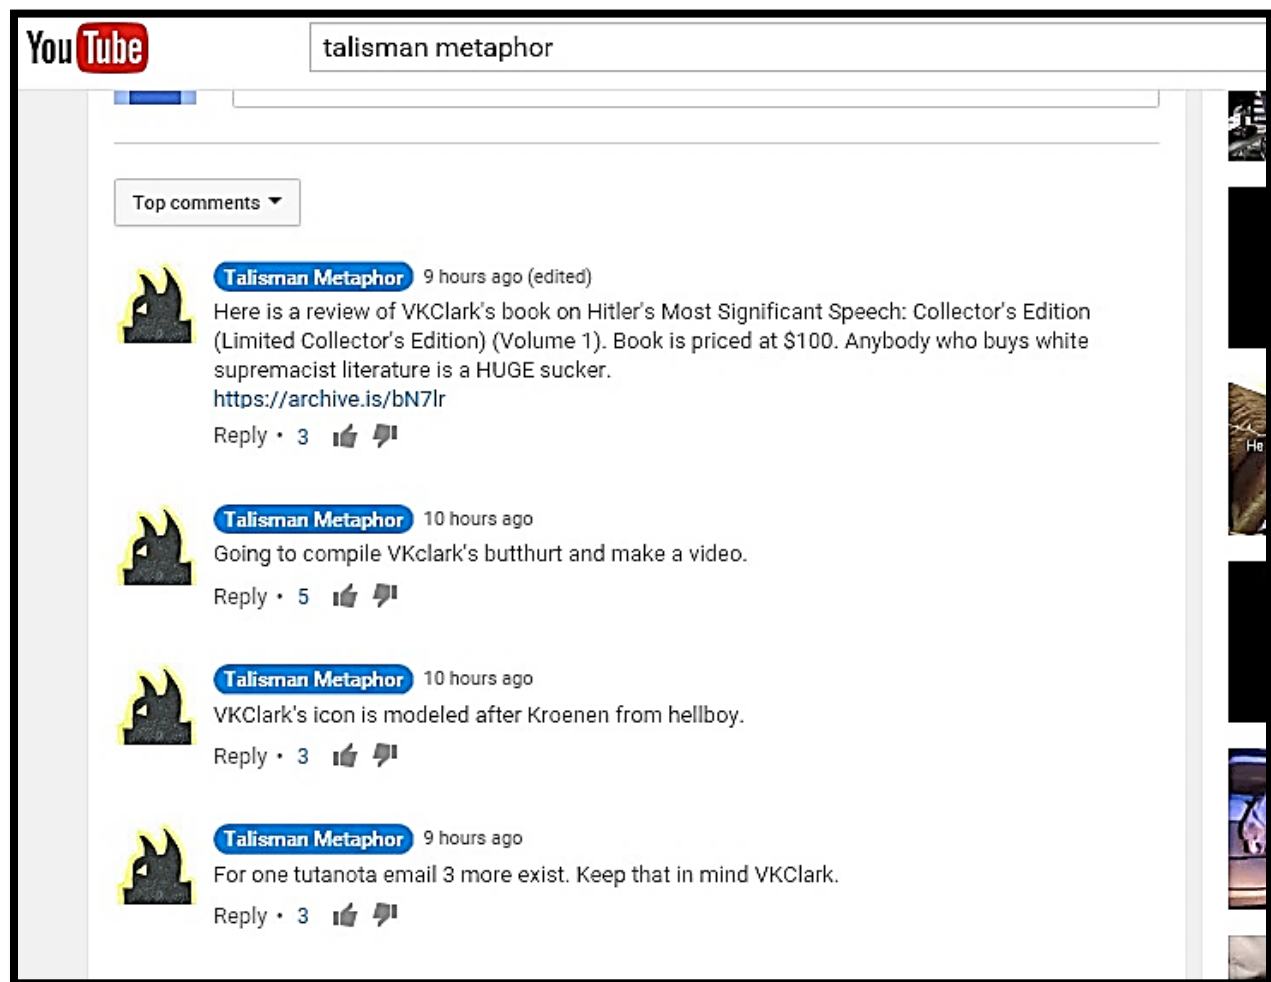 YouTube
talisman metaphor
Top comments
Talisman Metaphor 9 hours ago (edited)
Here is a review of VKClark's book on Hitler's Most Significant Speech: Collector's Edition
(Limited Collector's Edition) (Volume 1). Book is priced at $100. Anybody who buys white
supremacist literature is a HUGE sucker.
https://archive.is/bN7lr
Reply • 3
Talisman Metaphor 10 hours ago
Going to compile VKclark's butthurt and make a video.
Reply • 5
Talisman Metaphor 10 hours ago
VKClark's icon is modeled after Kroenen from hellboy.
Reply • 3
Talisman Metaphor 9 hours ago
For one tutanota email 3 more exist. Keep that in mind VKClark.
Reply • 3
He